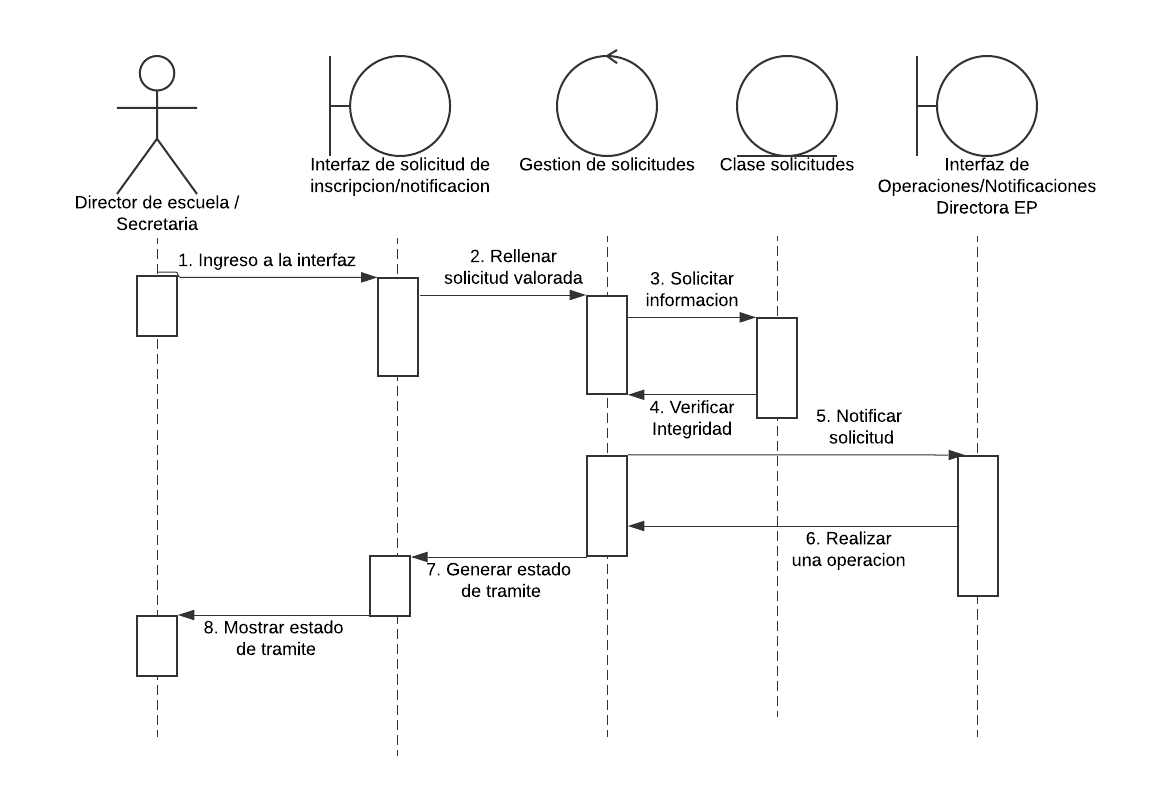 Director de escuela /
Secretaria
Interfaz de solicitud de
inscripcion/notificacion
Gestion de solicitudes
Clase solicitudes
Interfaz de
Operaciones/Notificaciones
Directora EP
1. Ingreso a la interfaz
2. Rellenar
solicitud valorada
3. Solicitar
informacion
4. Verificar
Integridad
5. Notificar
solicitud
6. Realizar
una operacion
7. Generar estado
de tramite
8. Mostrar estado
de tramite